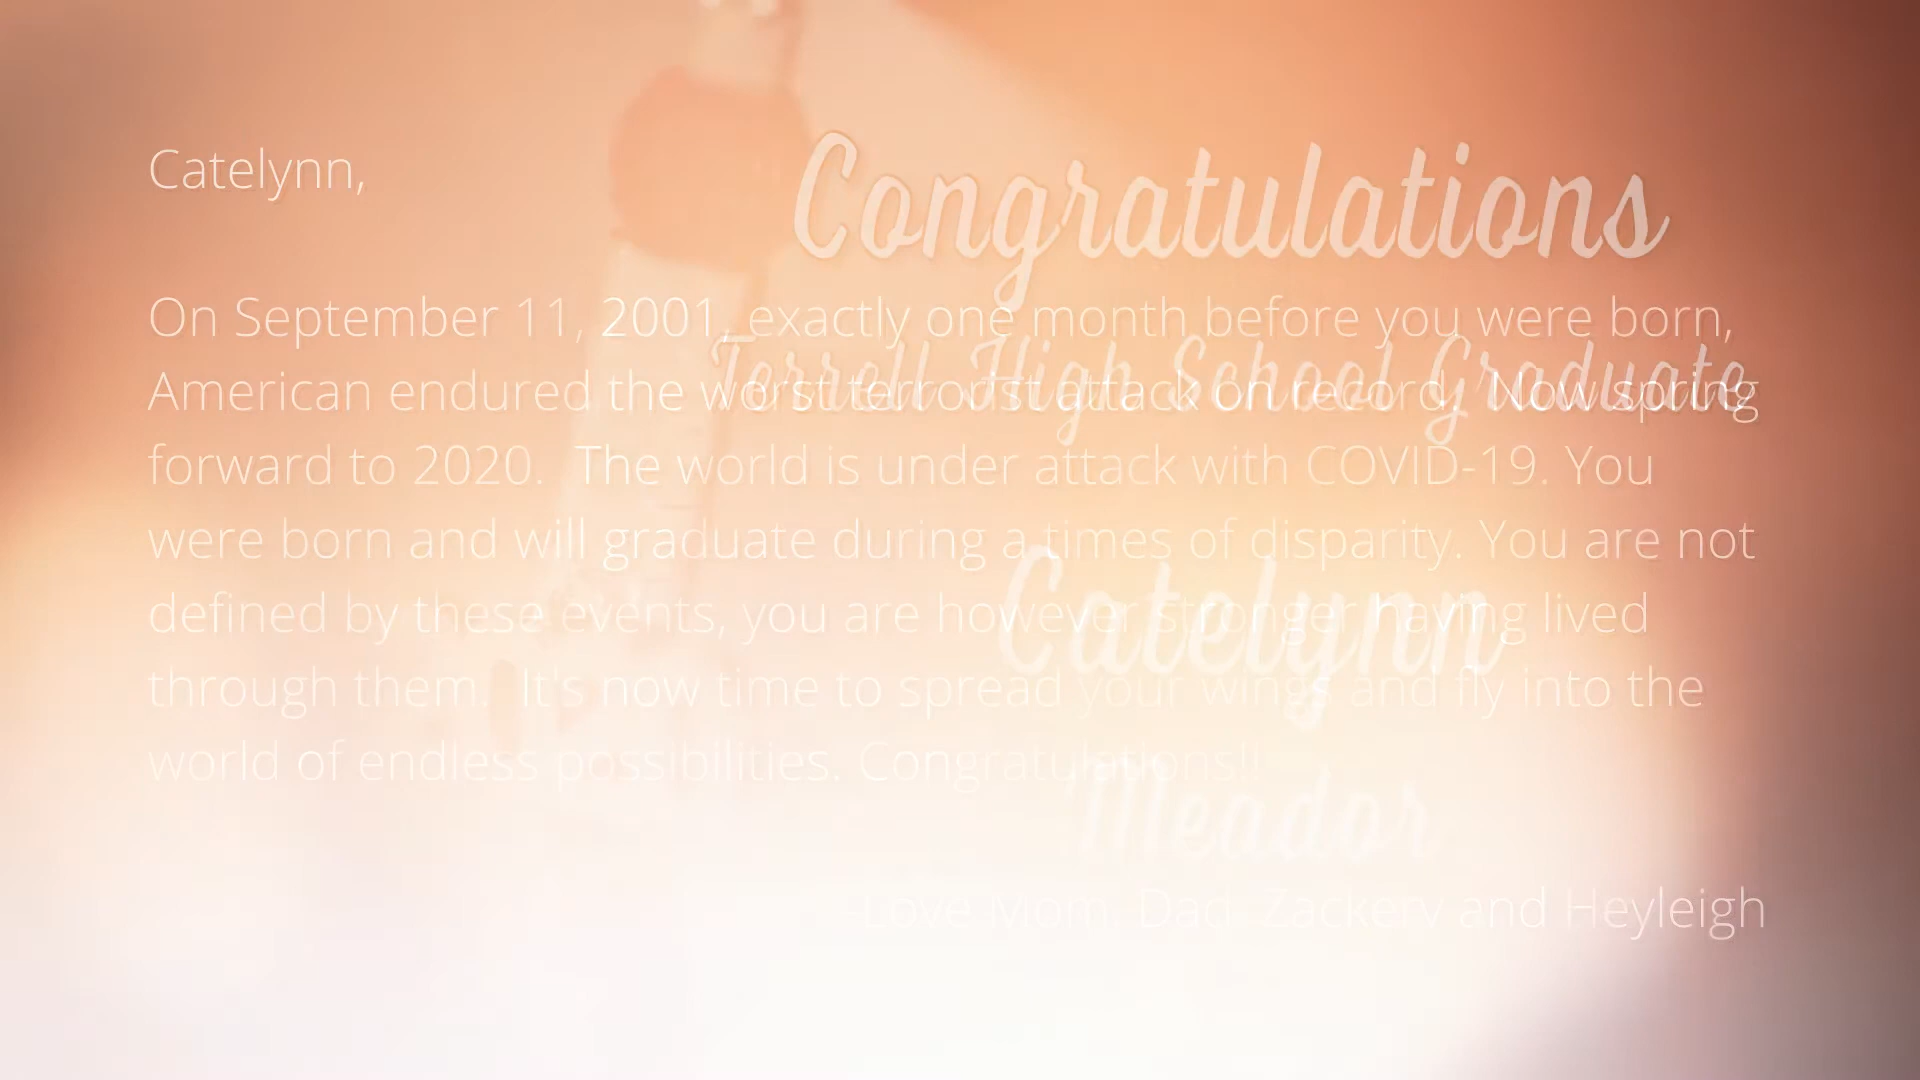 Catelynn,
Congratulations
On September 11, 2001, exactly one month before you were born,
Terrell High School Graduate
American endured the worst terrorist attack on record.  Now spring
forward to 2020.  The world is under attack with COVID-19. You
were born and will graduate during a times of disparity. You are not
Catelynn
defined by these events, you are however stronger having lived
through them.  It's now time to spread your wings and fly into the
world of endless possibilities. Congratulations!!
Meador
Love Mom, Dad, Zackery and Heyleigh